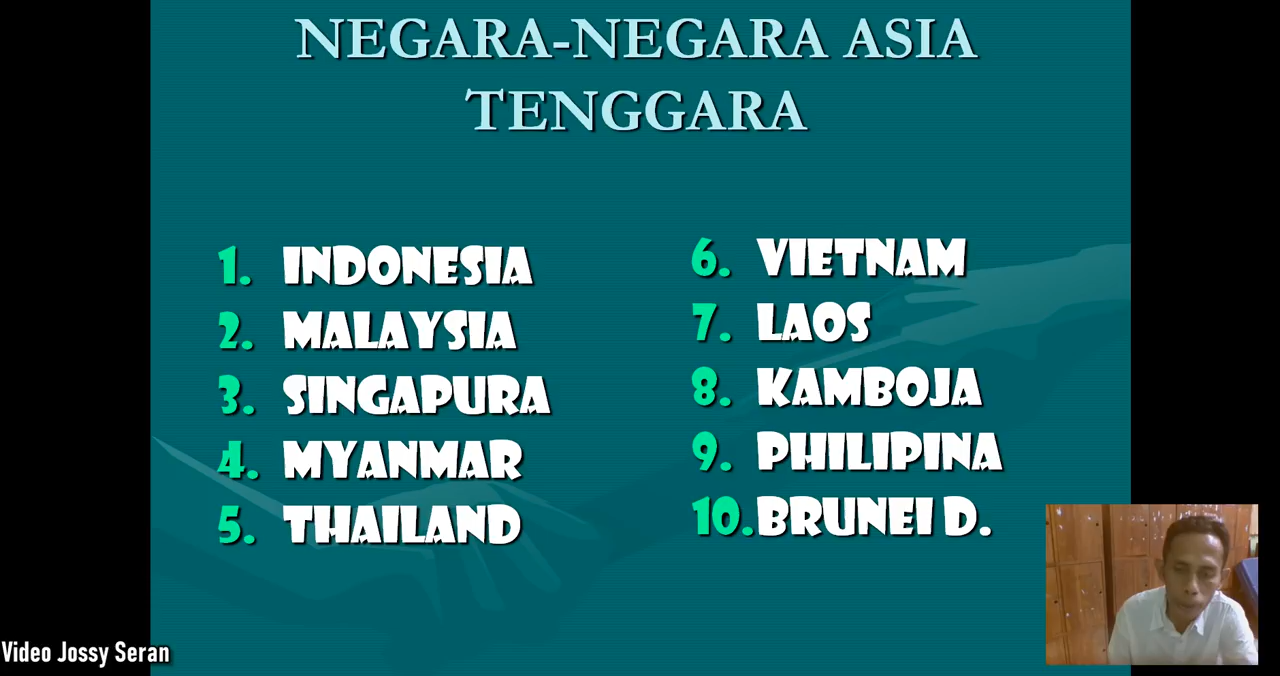 NEGARA-NEGARA ASIA
TENGGARA
1. INDONESIA
2. MALAYSIA
3. SINGAPURA
4. MYANMAR
5. THAILAND
6. VIETNAM
7. LAOS
8. KAMBOJA
9. PHILIPINA
10. BRUNEI D.
Video Jossy Seran